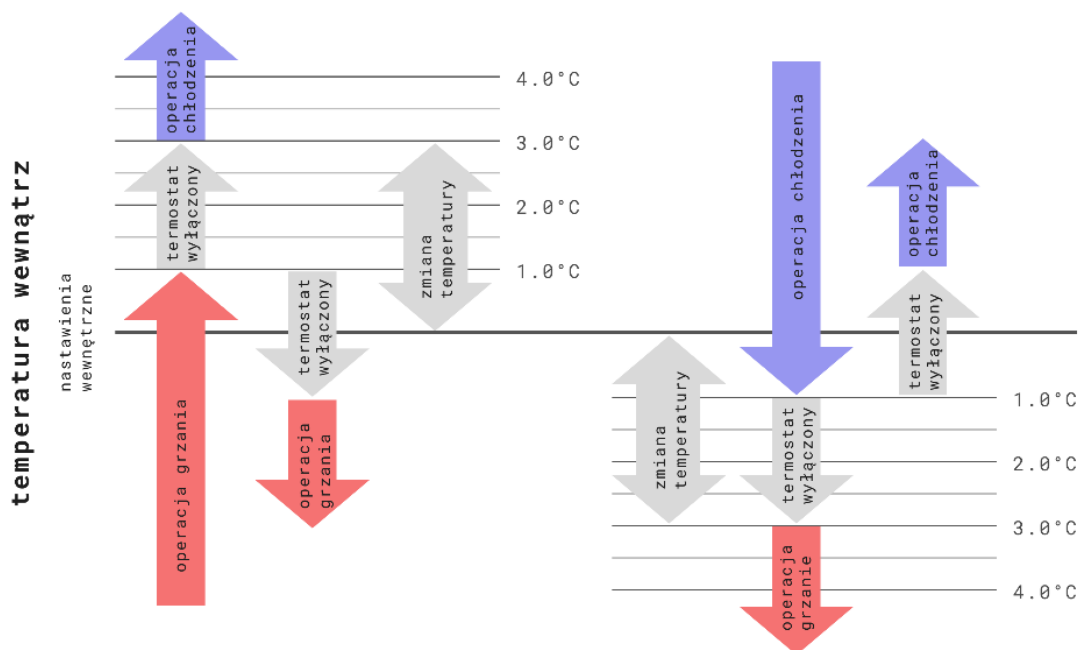 temperatura wewnątrz
nastawienia
wewnętrzne
operacja
chłodzenia
termostat
wyłączony
operacja grzania
termostat
wyłączony
operacja
grzania
zmiana
temperatury
4.0°C
3.0°C
2.0°C
1.0°C
zmiana
temperatury
operacja chłodzenia
termostat
wyłączony
operacja
grzanie
operacja
chłodzenia
termostat
wyłączony
1.0°C
2.0°C
3.0°C
4.0°C